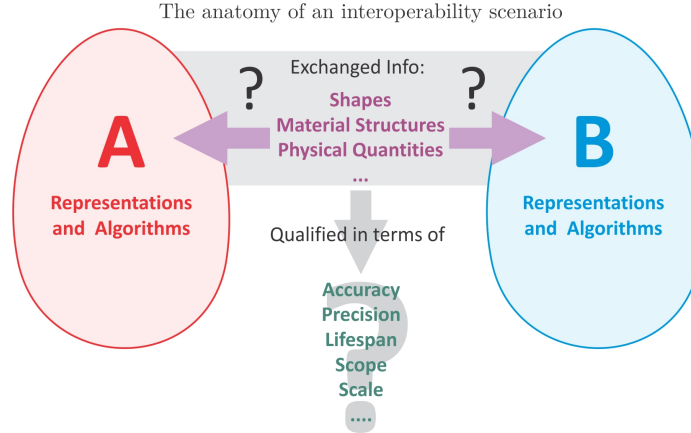 The anatomy of an interoperability scenario
Exchanged Info:
? ?
Shapes
Material Structures
Physical Quantities
...
A
Representations
and Algorithms
B
Representations
and Algorithms
Qualified in terms of
?
Accuracy
Precision
Lifespan
Scope
Scale
....